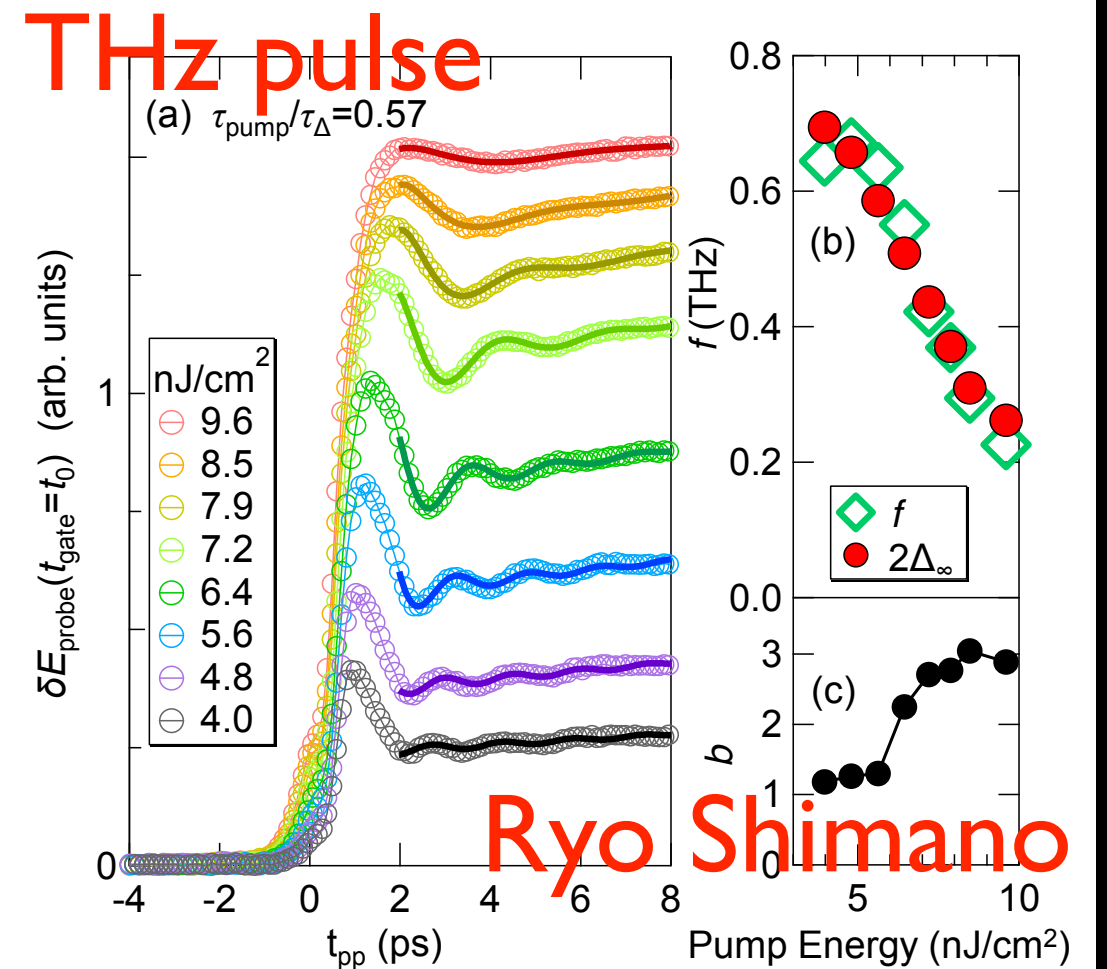 THz pulse
(a) τpump/τΔ=0.57
δEprobe(tgate=t0) (arb. units)
1
0
nJ/cm2
9.6
8.5
7.9
7.2
6.4
5.6
4.8
4.0
-4 -2 0 2 4 6 8
tpp (ps)
0.8
0.6
0.4
0.2
0.0
f (THz)
(b)
f
2Δ∞
3
2
1
0
b
(c)
5 10
Pump Energy (nJ/cm2)
Ryo Shimano